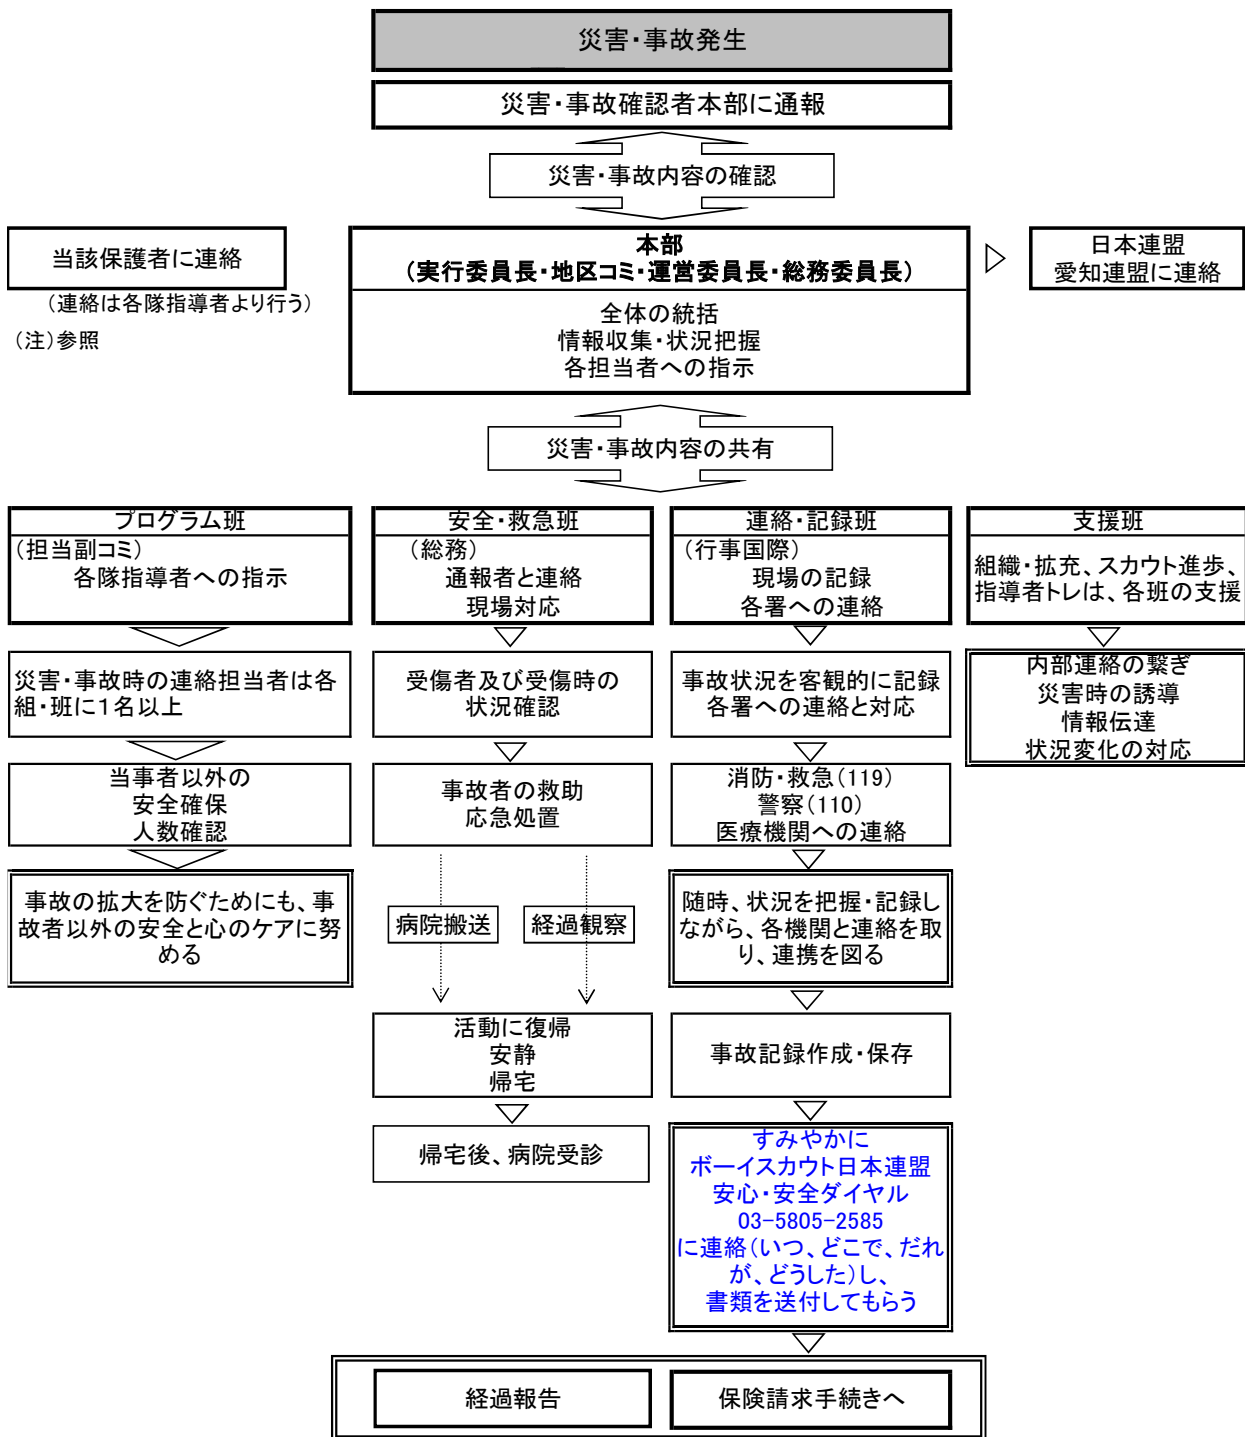 災害・事故発生
災害・事故確認者本部に通報
災害・事故内容の確認
当該保護者に連絡
(連絡は各隊指導者より行う)
(注)参照
本部
(実行委員長・地区コミ・運営委員長・総務委員長)
全体の統括
情報収集・状況把握
各担当者への指示
日本連盟
愛知連盟に連絡
災害・事故内容の共有
プログラム班
(担当副コミ)
各隊指導者への指示
災害・事故時の連絡担当者は各
組・班に1名以上
当事者以外の
安全確保
人数確認
事故の拡大を防ぐためにも、事
故者以外の安全と心のケアに努
める
安全・救急班
(総務)
通報者と連絡
現場対応
受傷者及び受傷時の
状況確認
事故者の救助
応急処置
病院搬送
経過観察
活動に復帰
安静
帰宅
帰宅後、病院受診
連絡・記録班
(行事国際)
現場の記録
各署への連絡
事故状況を客観的に記録
各署への連絡と対応
消防・救急(119)
警察(110)
医療機関への連絡
随時、状況を把握・記録し
ながら、各機関と連絡を取
り、連携を図る
事故記録作成・保存
すみやかに
ボーイスカウト日本連盟
安心・安全ダイヤル
03-5805-2585
に連絡(いつ、どこで、だれ
が、どうした)し、
書類を送付してもらう
支援班
組織・拡充、スカウト進歩、
指導者トレは、各班の支援
内部連絡の繋ぎ
災害時の誘導
情報伝達
状況変化の対応
経過報告
保険請求手続きへ